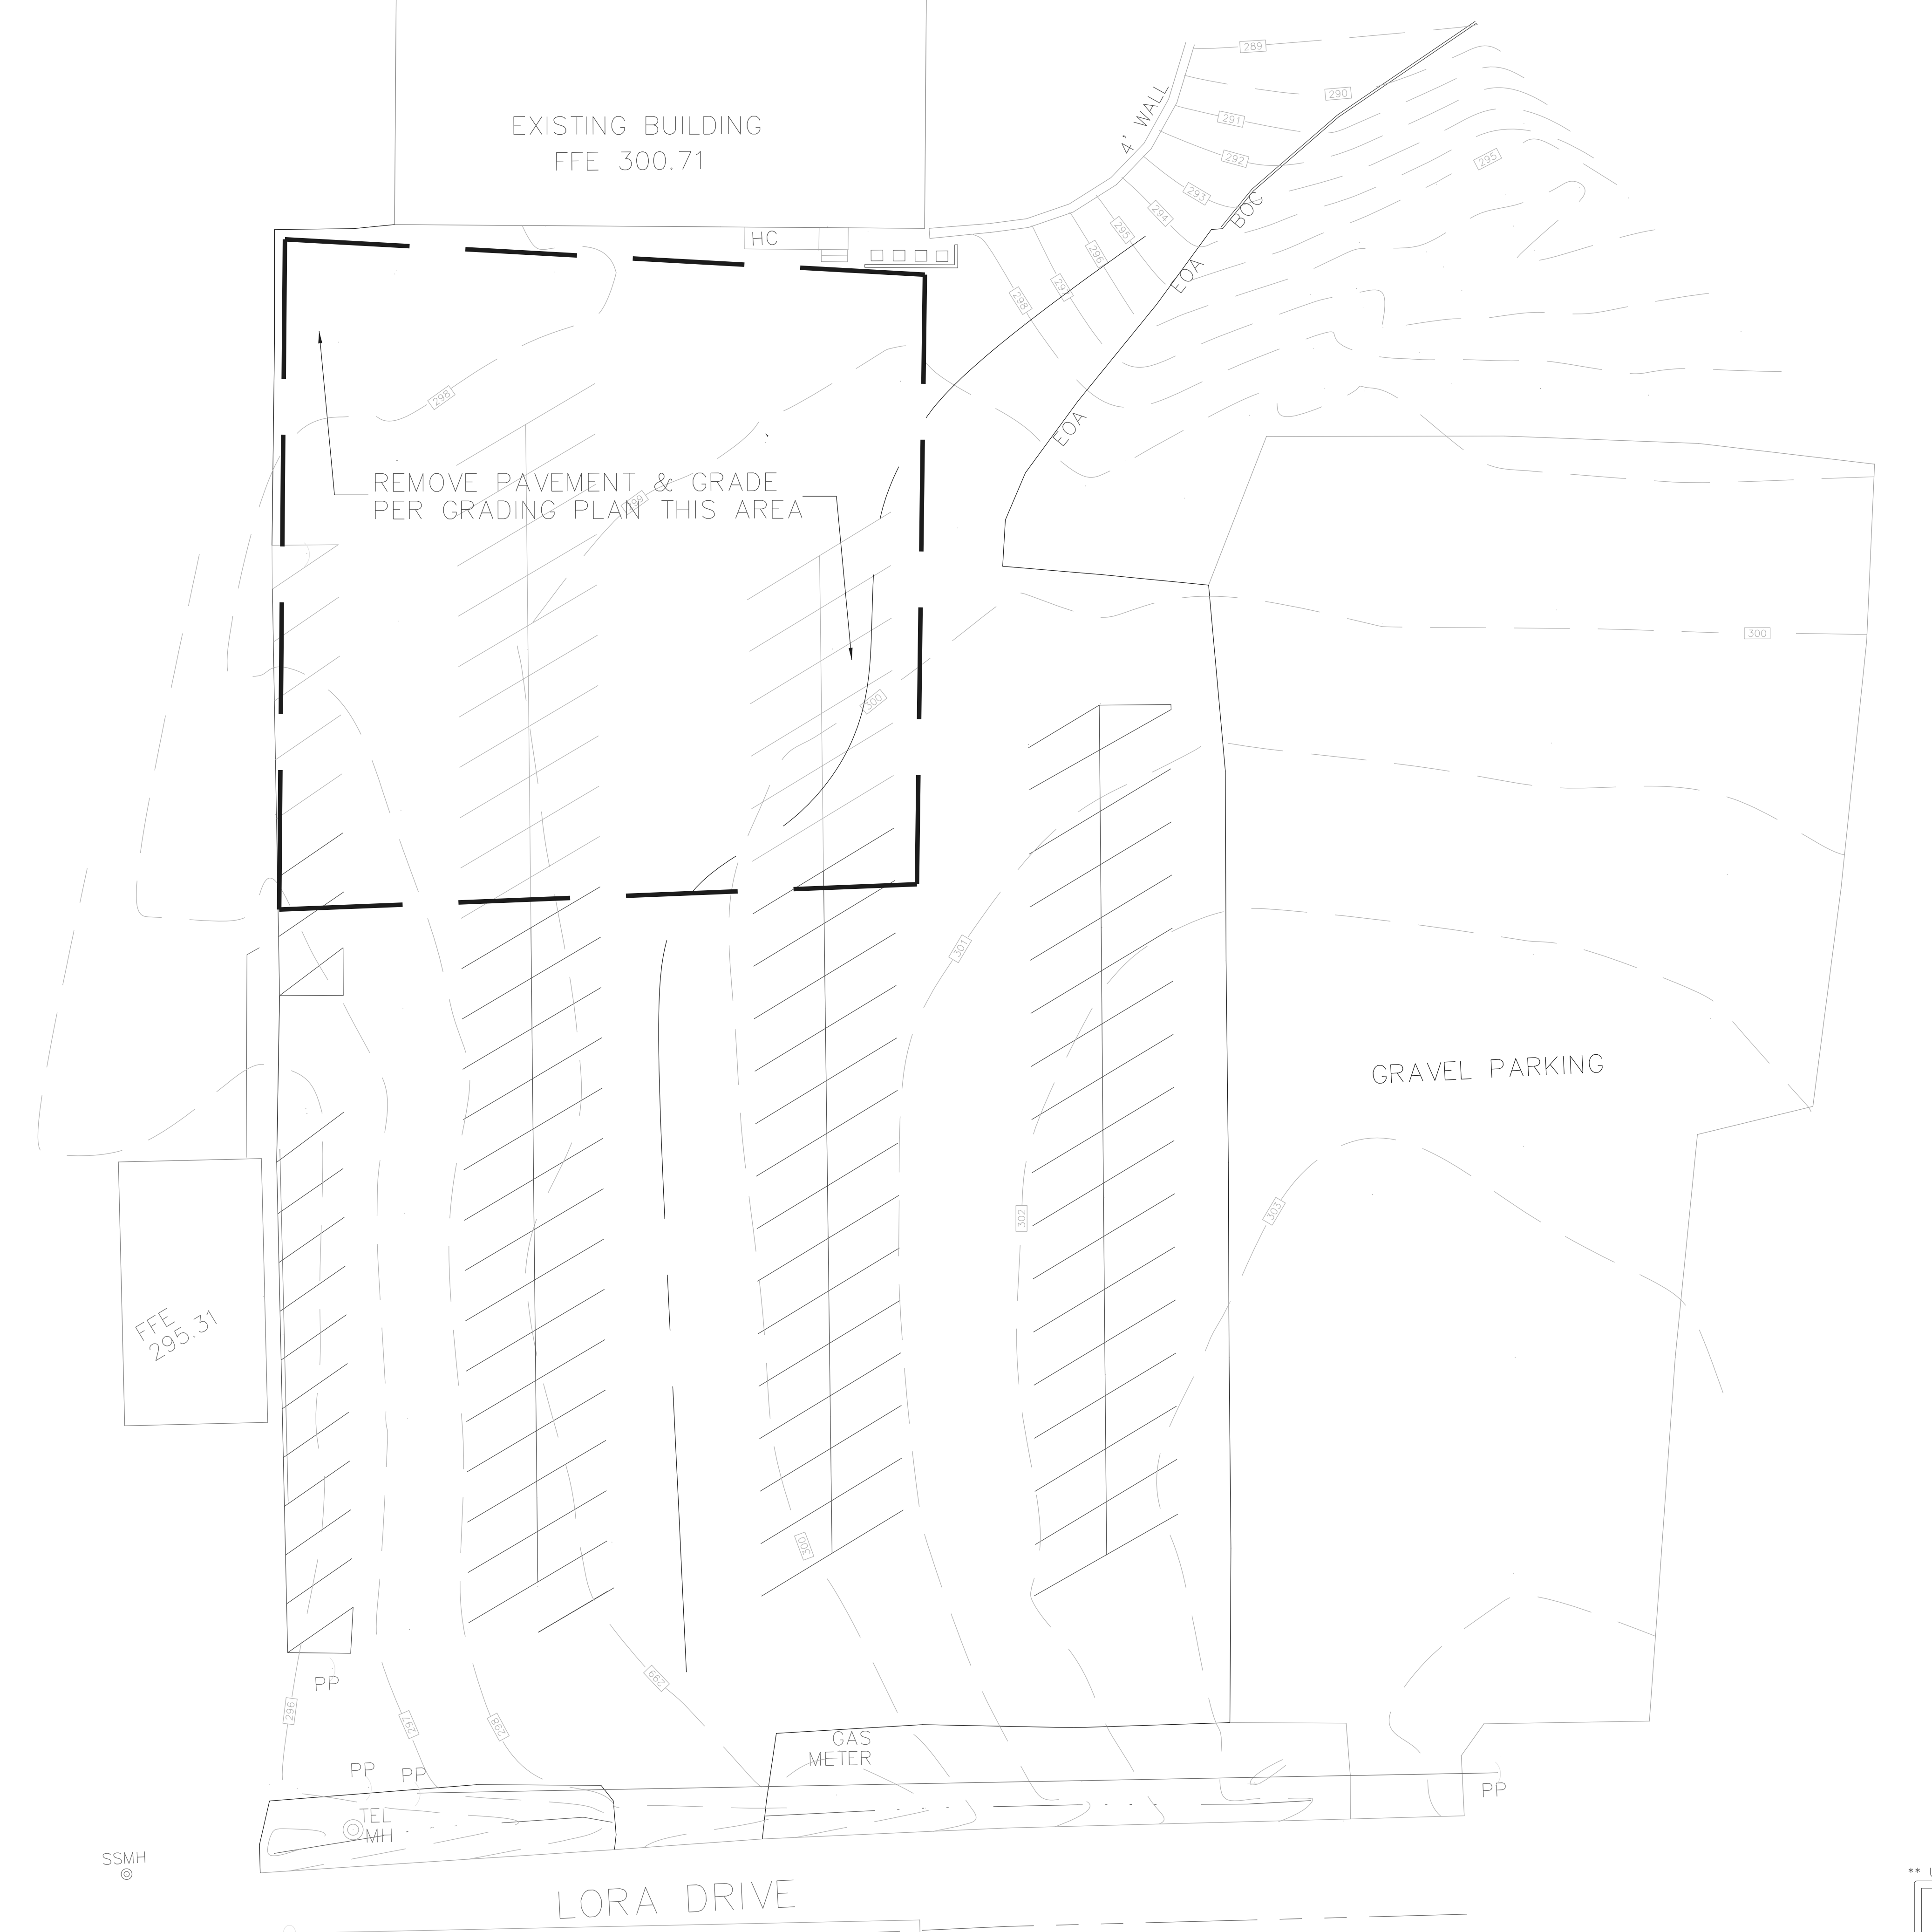 289
290
4' WALL
291
EXISTING BUILDING
292
295
FFE 300.71
293
294
BOC
295
HC
296
EOA
297
298
298
EOA
REMOVE PAVEMENT & GRADE
299
PER GRADING PLAN THIS AREA
300
300
301
GRAVEL PARKING
302
303
FFE
295.31
300
299
PP
296
297
298
GAS
METER
PP
PP
PP
TEL
MH
SSMH
**
LORA DRIVE